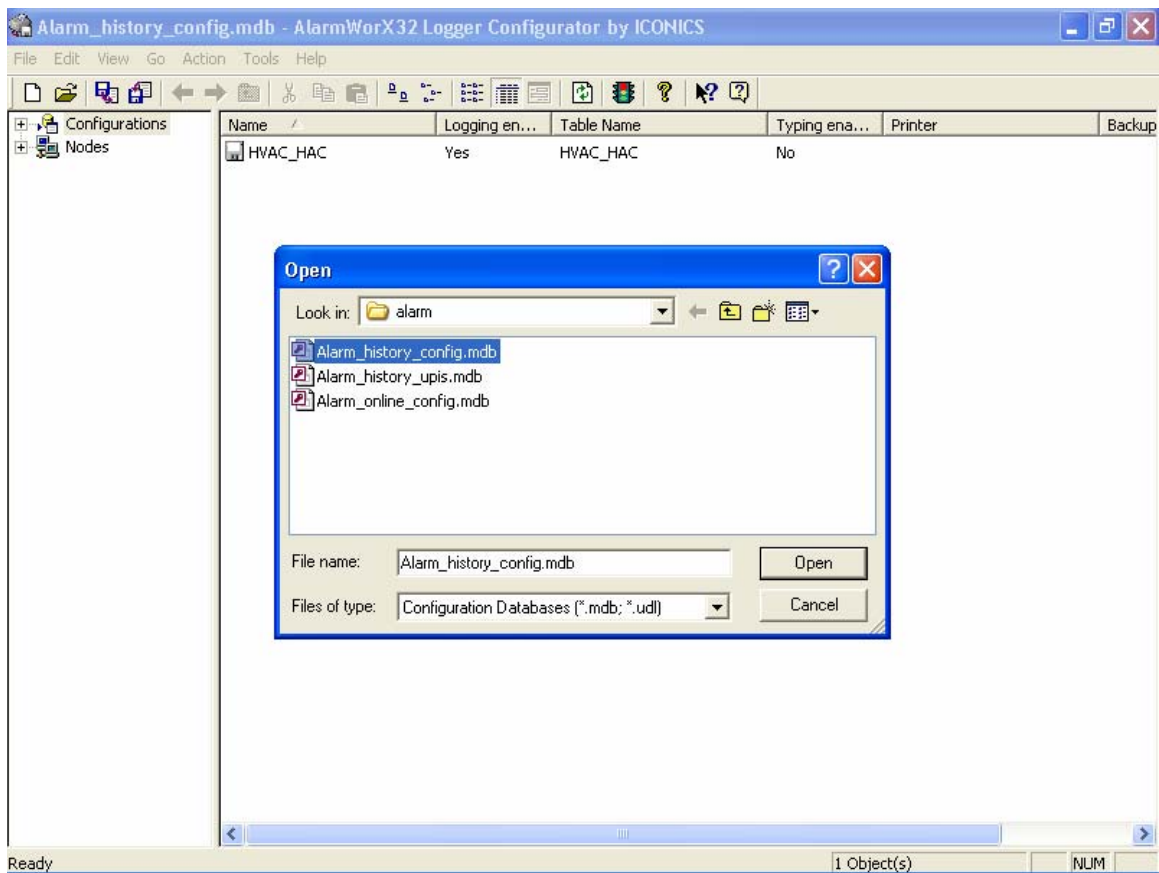 Alarm_history_config.mdb - AlarmWorX32 Logger Configurator by ICONICS
File Edit View Go Action Tools Help
Configurations
Nodes
Name Logging en... Table Name Typing ena... Printer Backup
HVAC_HAC Yes HVAC_HAC No
Open
Look in: alarm
Alarm_history_config.mdb
Alarm_history_upis.mdb
Alarm_online_config.mdb
File name: Alarm_history_config.mdb Open
Files of type: Configuration Databases (*.mdb; *.udl) Cancel
Ready 1 Object(s) NUM